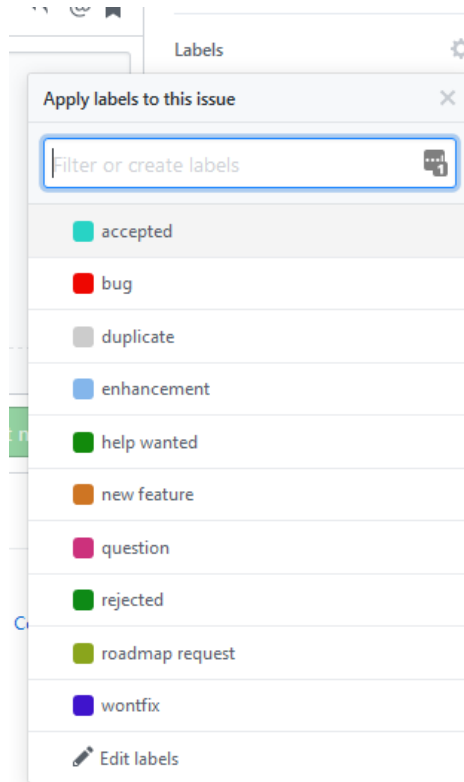 @
Labels
Apply labels to this issue
Filter or create labels
1
accepted
bug
duplicate
enhancement
help wanted
new feature
question
rejected
roadmap request
wontfix
Edit labels